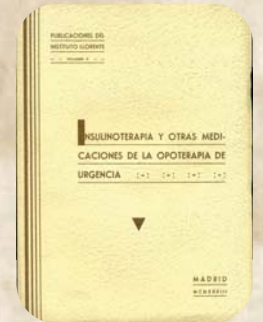 PUBLICACIONES DEL
INSTITUTO LLORENTE
INSULINOTERAPIA Y OTRAS MEDI-
CACIONES DE LA OPOTERAPIA DE
URGENCIA :-: :-: :-: :-:
MADRID